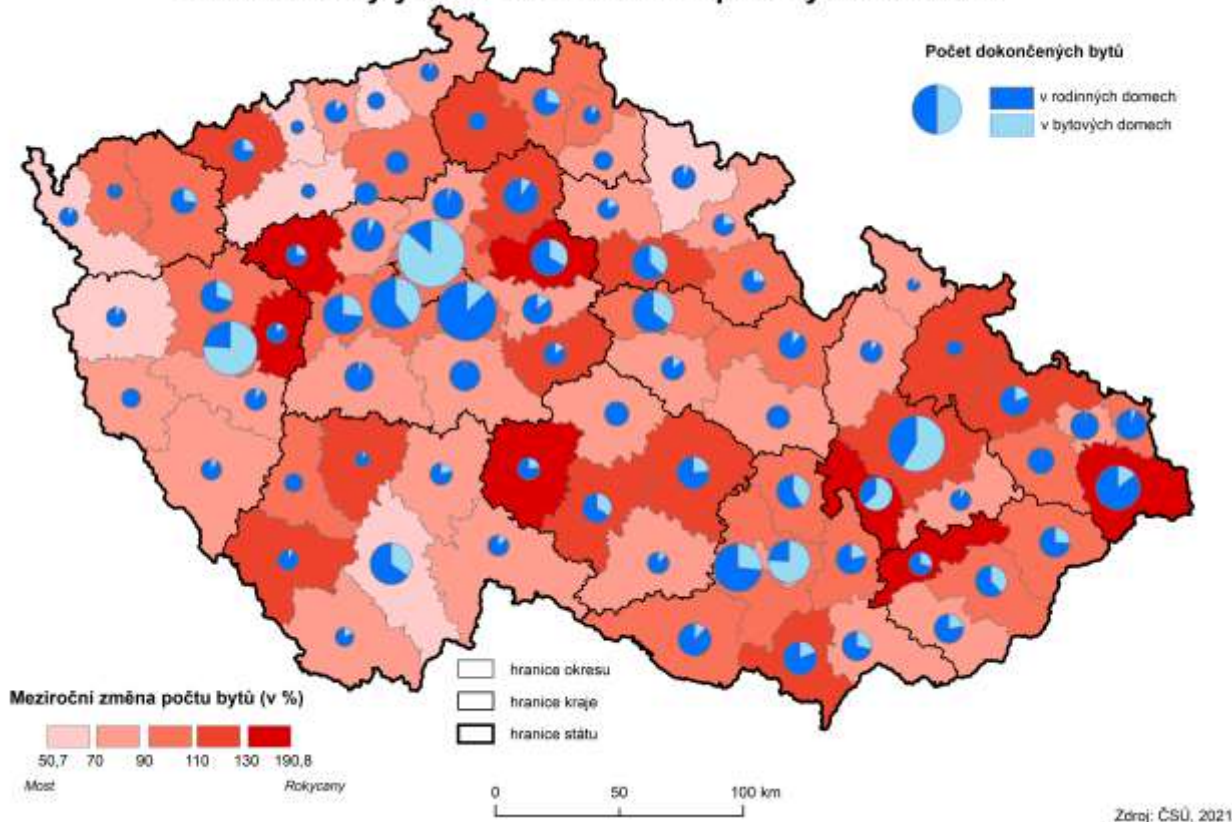 Počet dokončených bytů
v rodinných domech
v bytových domech
Meziroční změna počtu bytů (v %)
50,7 70 90 110 130 190,8
Most Rokycany
hranice okresu
hranice kraje
hranice státu
0 50 100 km
Zdroj: ČSÚ, 2021